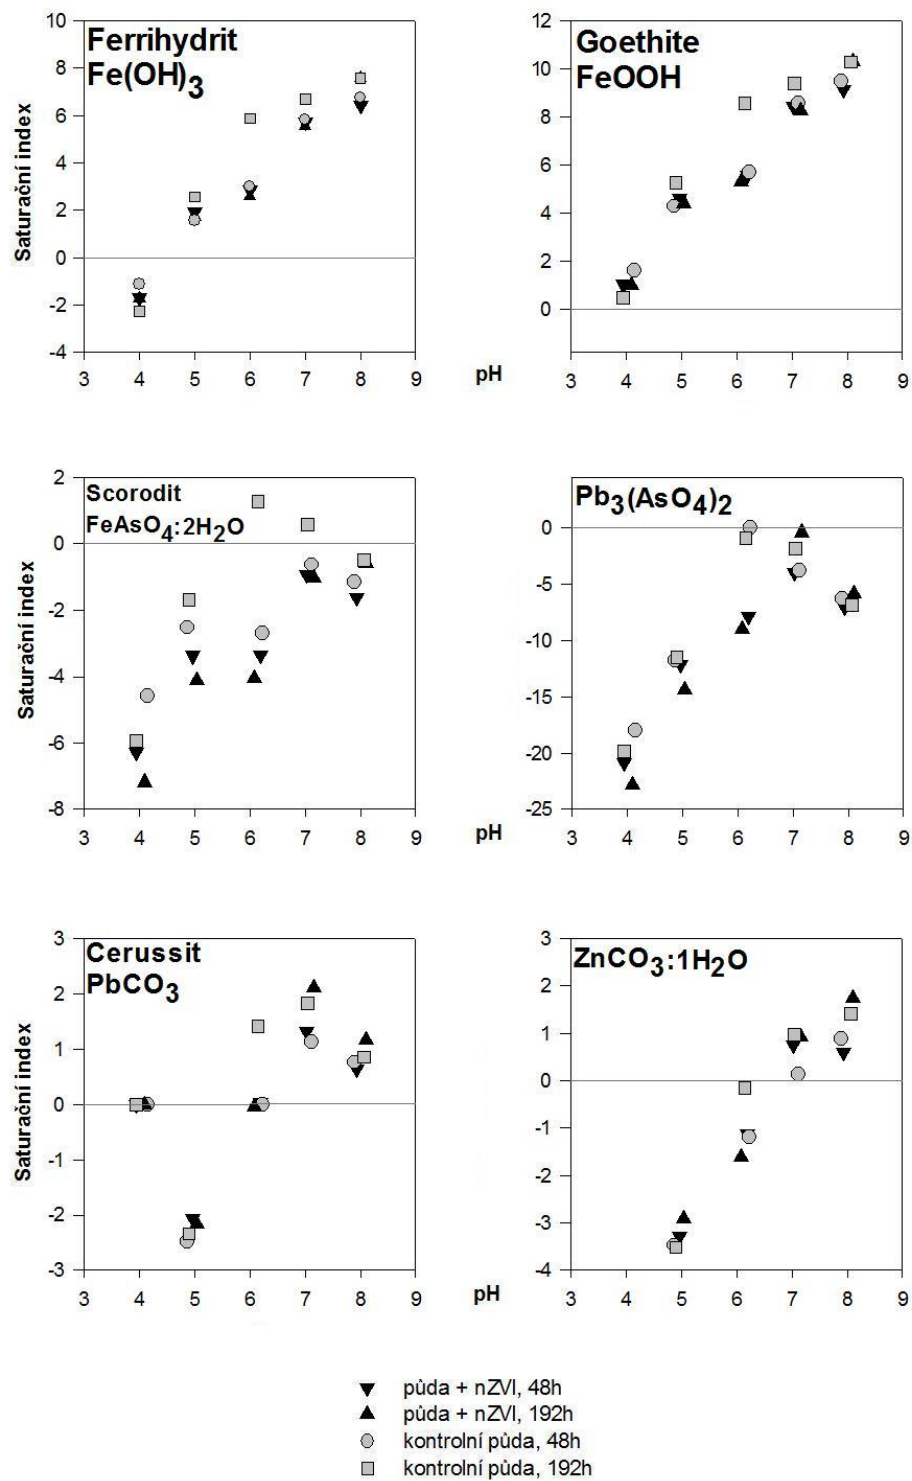 Ferrihydrit
Fe(OH)3
Saturační index
10
8
6
4
2
0
-2
-4
3 4 5 6 7 8 9
pH
Goethite
FeOOH
12
10
8
6
4
2
0
3 4 5 6 7 8 9
Scorodit
FeAsO4:2H2O
Saturační index
2
0
-2
-4
-6
-8
3 4 5 6 7 8 9
pH
Pb3(AsO4)2
0
-5
-10
-15
-20
-25
3 4 5 6 7 8 9
Cerussit
PbCO3
Saturační index
3
2
1
0
-1
-2
-3
3 4 5 6 7 8 9
pH
ZnCO3:1H2O
3
2
1
0
-1
-2
-3
-4
3 4 5 6 7 8 9
půda + nZVI, 48h
půda + nZVI, 192h
kontrolní půda, 48h
kontrolní půda, 192h